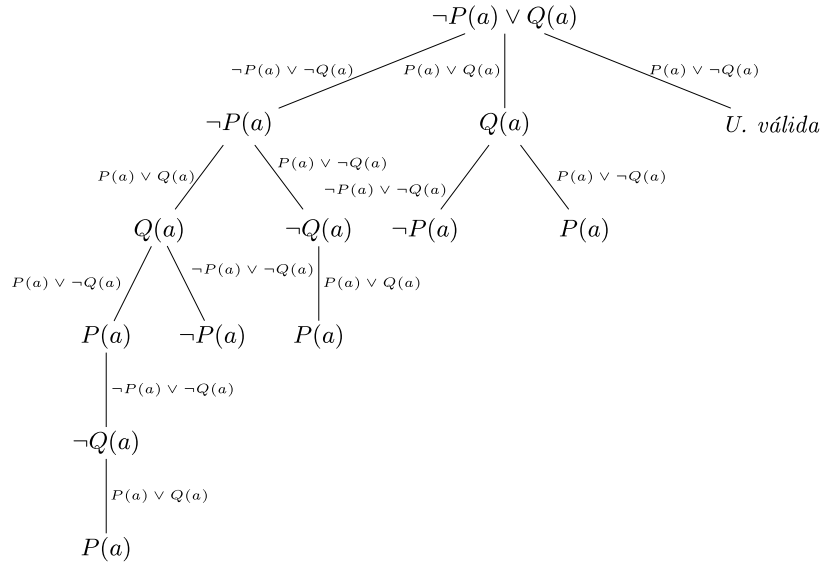 ¬P(a) ∨ Q(a)
¬P(a) ∨ ¬Q(a) P(a) ∨ Q(a) P(a) ∨ ¬Q(a)
¬P(a) Q(a) U. válida
P(a) ∨ Q(a) P(a) ∨ ¬Q(a) ¬P(a) ∨ ¬Q(a) P(a) ∨ ¬Q(a)
Q(a) ¬Q(a) ¬P(a) P(a)
P(a) ∨ ¬Q(a) ¬P(a) ∨ ¬Q(a) P(a) ∨ Q(a)
P(a) ¬P(a) P(a)
¬P(a) ∨ ¬Q(a)
¬Q(a)
P(a) ∨ Q(a)
P(a)